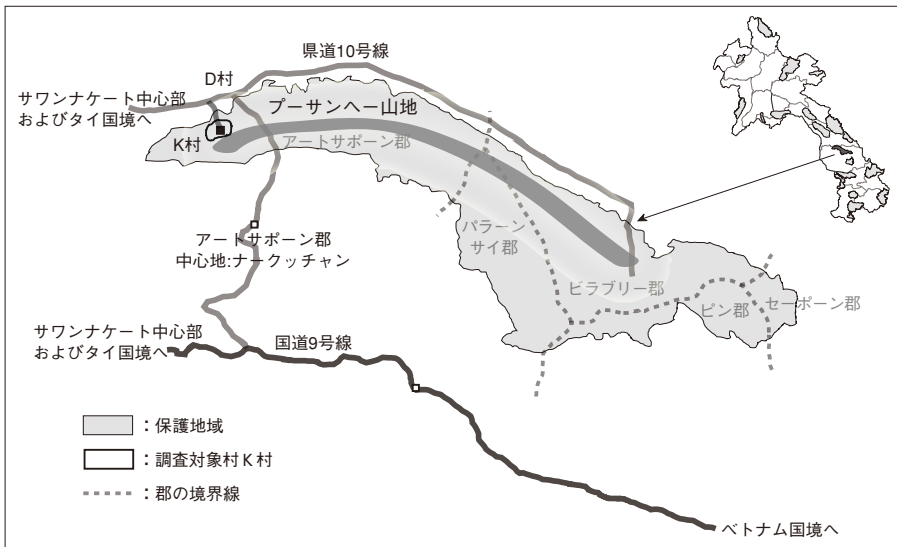 県道10号線
D村
サワンナケート中心部
およびタイ国境へ
プーサンヘー山地
K村
アートサポーン郡
パラーン
サイ郡
アートサポーン郡
中心地:ナークッチャン
ビラブリー郡
ピン郡
セーポーン郡
サワンナケート中心部
およびタイ国境へ
国道9号線
：保護地域
：調査対象村K村
：郡の境界線
ベトナム国境へ